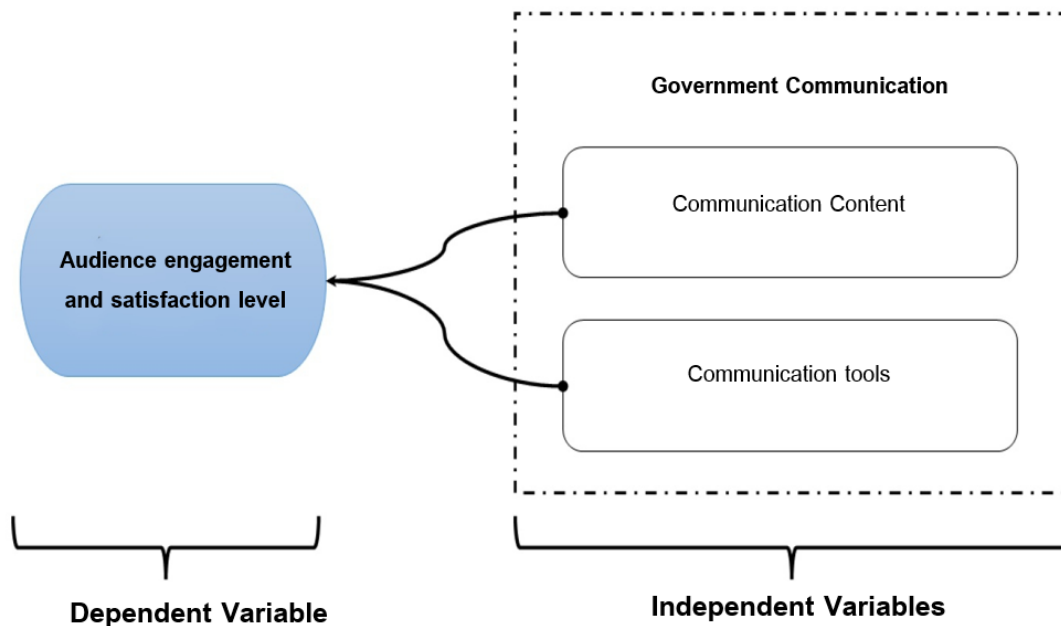 Government Communication
Communication Content
Audience engagement
and satisfaction level
Communication tools
Dependent Variable
Independent Variables